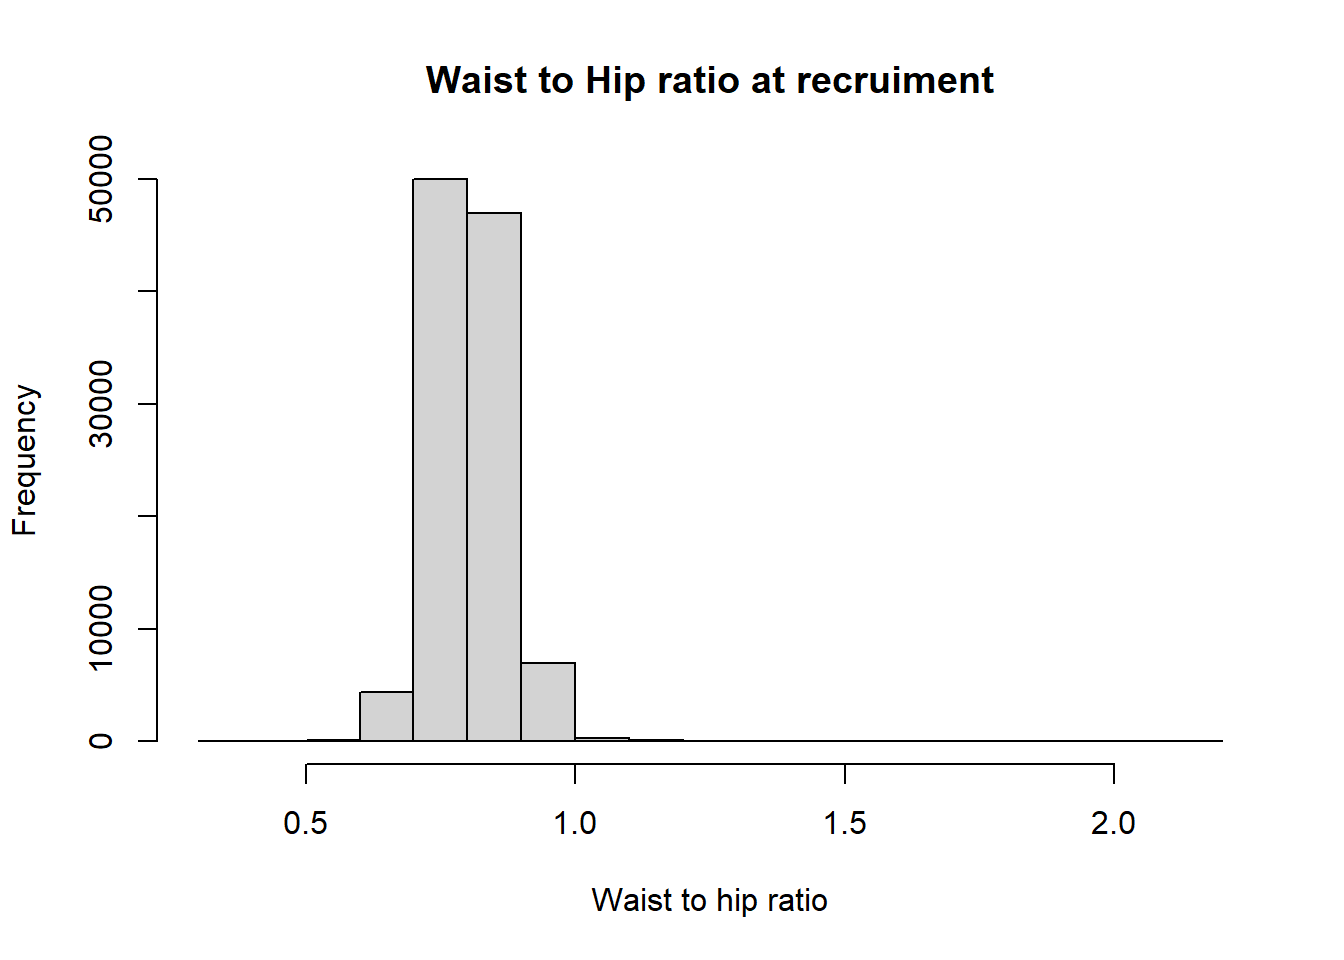 Waist to Hip ratio at recruiment
50000
30000
10000
0
Frequency
0.5 1.0 1.5 2.0
Waist to hip ratio